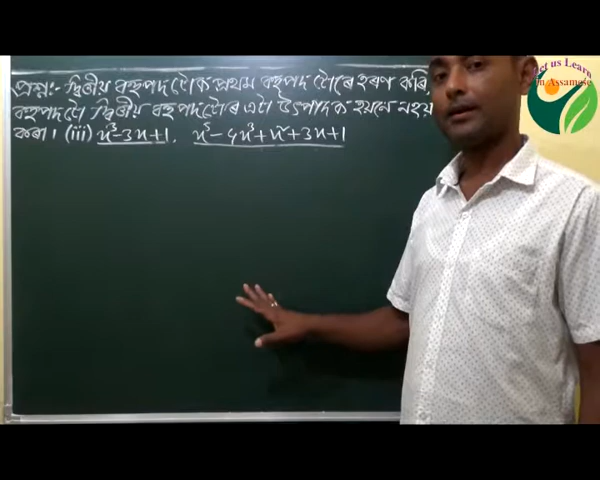 প্ৰশ্ন:- দ্বিতীয় বহুপদটোক প্ৰথম বহুপদটোৰে হৰণ কৰি,
বহুপদটো দ্বিতীয় বহুপদটোৰ এটা উৎপাদক হয়নে নহয়
কৰা। (iii) x³-3x+1, x⁵-4x³+x²+3x+1
Let us Learn
in Assamese